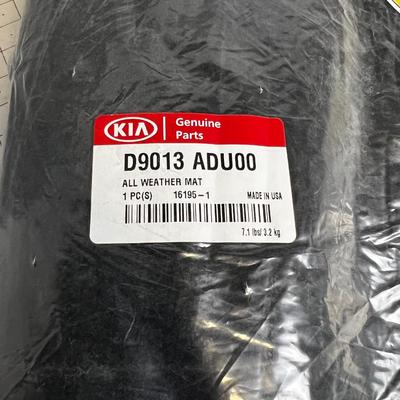 KIA Genuine
Parts
D9013 ADU00
ALL WEATHER MAT
1 PC(S) 16195-1 MADE IN USA
7.1 lbs/ 3.2 kg